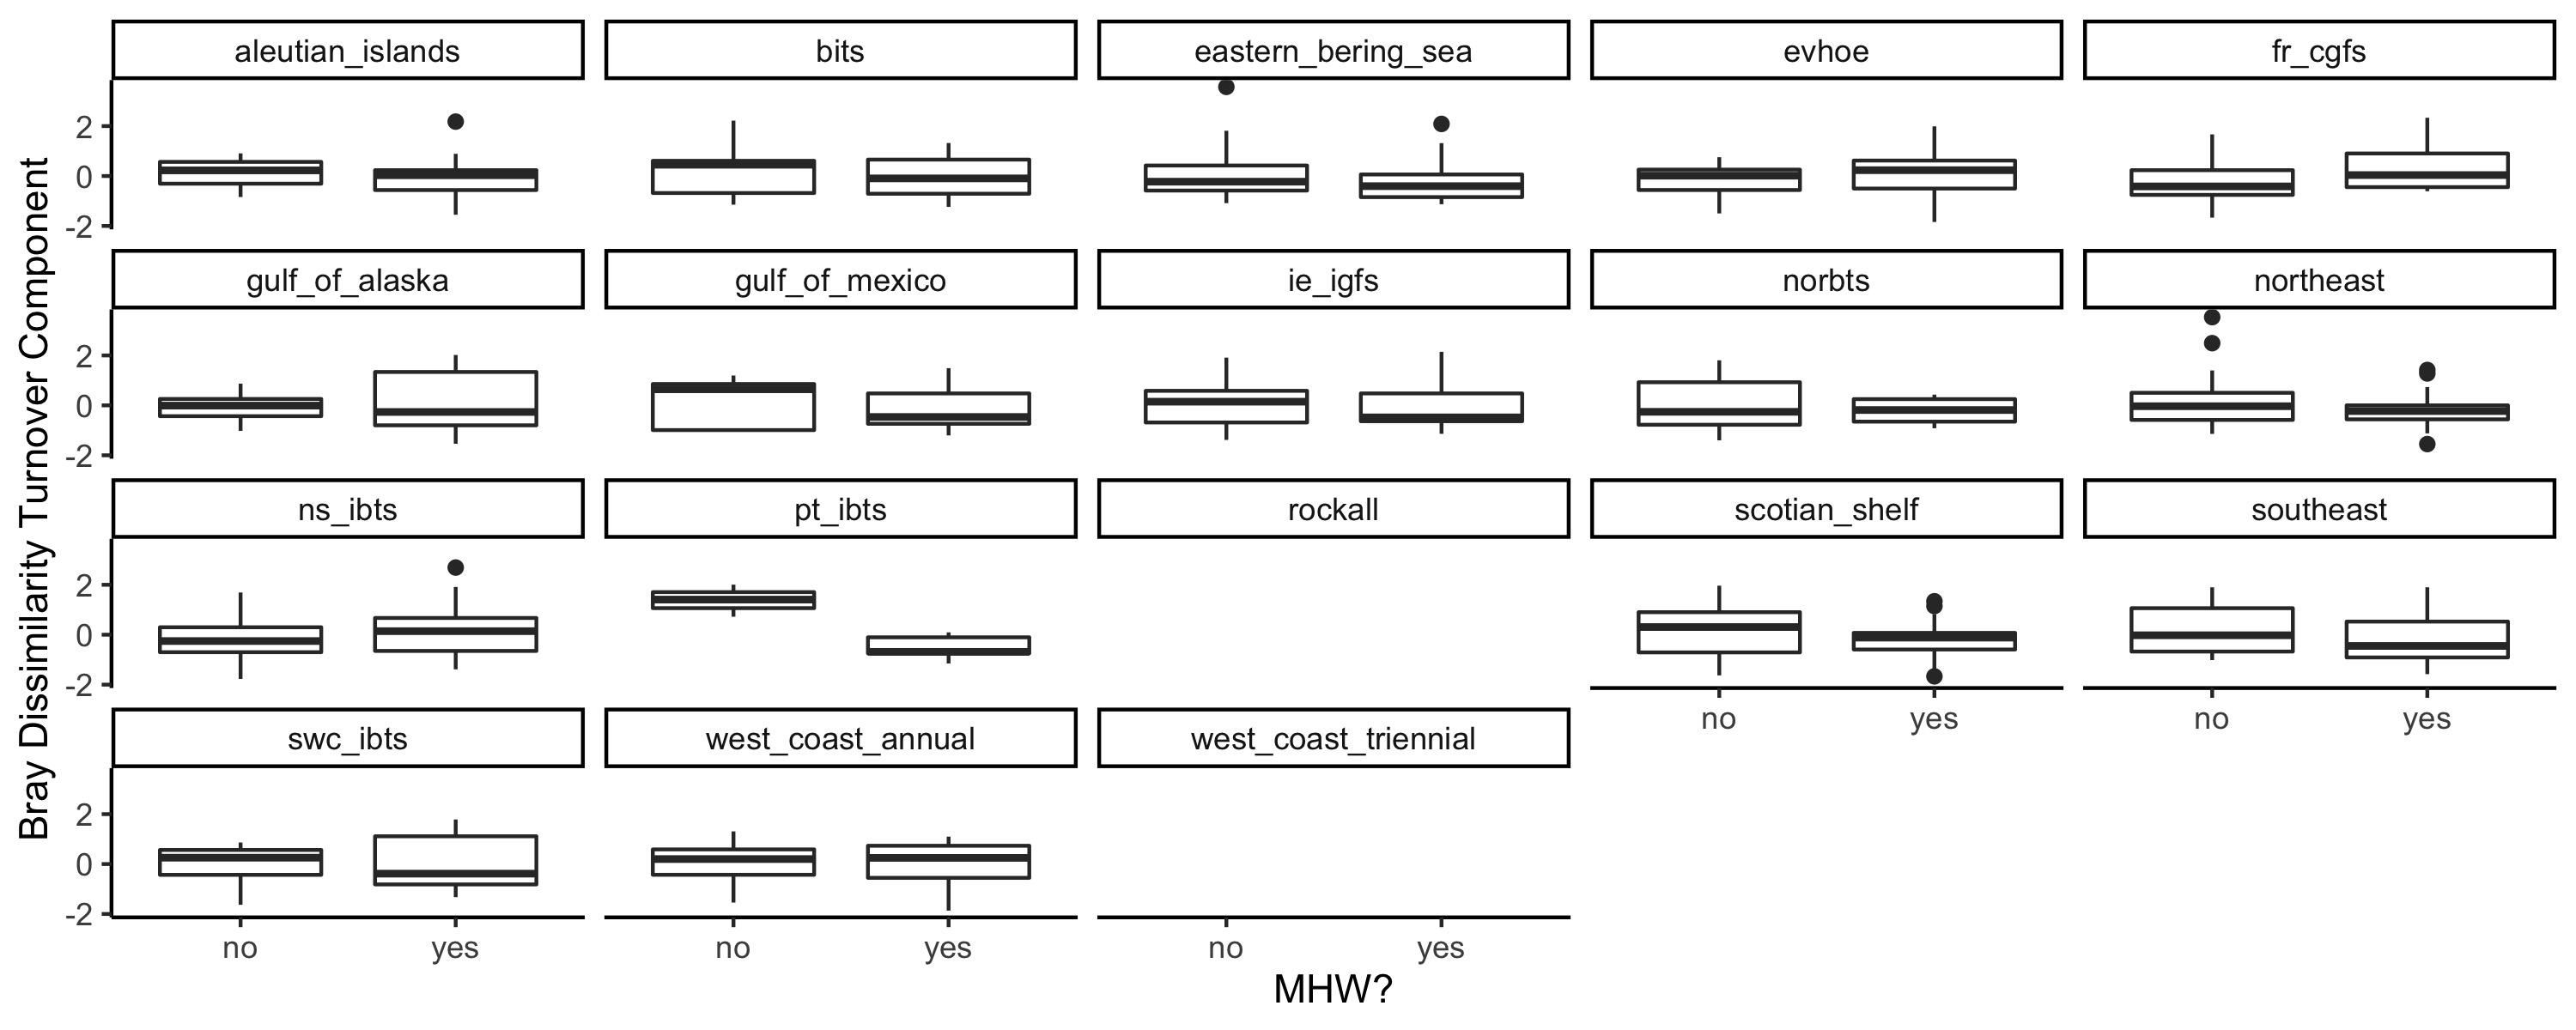 Bray Dissimilarity Turnover Component
aleutian_islands
bits
eastern_bering_sea
evhoe
fr_cgfs
2
0
-2
gulf_of_alaska
gulf_of_mexico
ie_igfs
norbts
northeast
2
0
-2
ns_ibts
pt_ibts
rockall
scotian_shelf
southeast
2
0
-2
no
yes
no
yes
swc_ibts
west_coast_annual
west_coast_triennial
2
0
-2
no
yes
no
yes
no
yes
MHW?